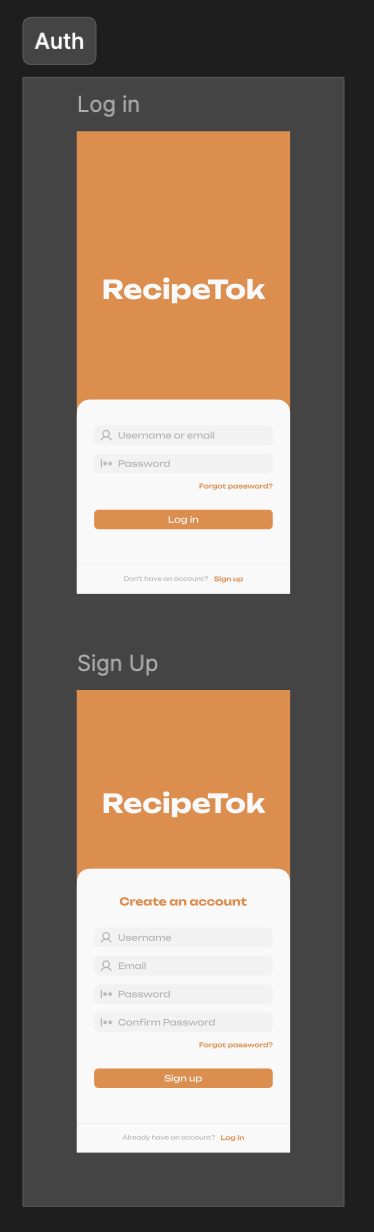 Auth
Log in
RecipeTok
Username or email
Password
Forgot password?
Log in
Don't have an account? Sign up
Sign Up
RecipeTok
Create an account
Username
Email
Password
Confirm Password
Forgot password?
Sign up
Already have an account? Log in